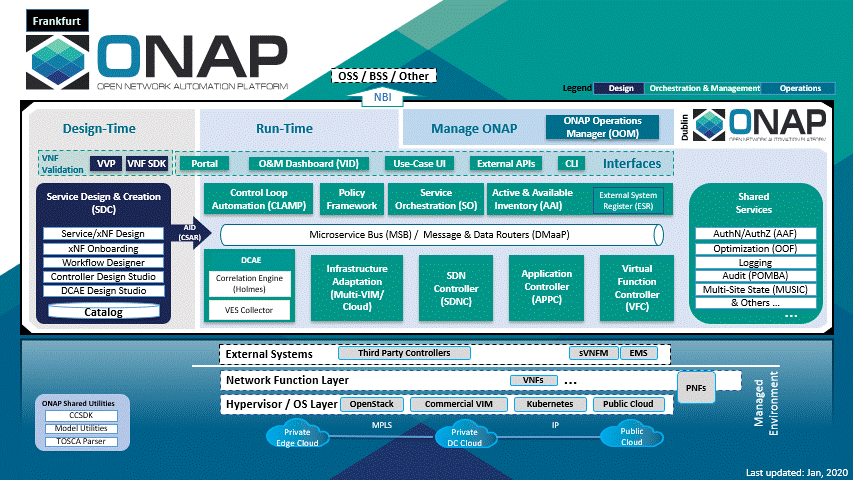 Frankfurt
ONAP
OPEN NETWORK AUTOMATION PLATFORM
OSS / BSS / Other
NBI
Legend
Design
Orchestration & Management
Operations
Design-Time
Run-Time
Manage ONAP
ONAP Operations
Manager (OOM)
Dublin
ONAP
OPEN NETWORK AUTOMATION PLATFORM
VNF
Validation
VVP
VNF SDK
Portal
O&M Dashboard (VID)
Use-Case UI
External APIs
CLI
Interfaces
Service Design & Creation
(SDC)
Service/xNF Design
xNF Onboarding
Workflow Designer
Controller Design Studio
DCAE Design Studio
Catalog
AID
(CSAR)
Control Loop
Automation (CLAMP)
Policy
Framework
Service
Orchestration (SO)
Active & Available
Inventory (AAI)
External System
Register (ESR)
Microservice Bus (MSB) / Message & Data Routers (DMaaP)
DCAE
Correlation Engine
(Holmes)
VES Collector
Infrastructure
Adaptation
(Multi-VIM/
Cloud)
SDN
Controller
(SDNC)
Application
Controller
(APPC)
Virtual
Function
Controller
(VFC)
Shared
Services
AuthN/AuthZ (AAF)
Optimization (OOF)
Logging
Audit (POMBA)
Multi-Site State (MUSIC)
& Others ...
...
External Systems
Third Party Controllers
sVNFM
EMS
Network Function Layer
VNFs
...
PNFs
Hypervisor / OS Layer
OpenStack
Commercial VIM
Kubernetes
Public Cloud
Managed
Environment
ONAP Shared Utilities
CCSDK
Model Utilities
TOSCA Parser
Private
Edge Cloud
MPLS
Private
DC Cloud
IP
Public
Cloud
Last updated: Jan, 2020